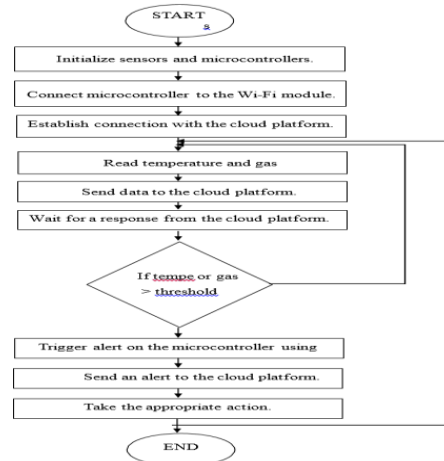 START
s
Initialize sensors and microcontrollers.
Connect microcontroller to the Wi-Fi module.
Establish connection with the cloud platform.
Read temperature and gas
Send data to the cloud platform.
Wait for a response from the cloud platform.
If tempe or gas
> threshold
Trigger alert on the microcontroller using
Send an alert to the cloud platform.
Take the appropriate action.
END